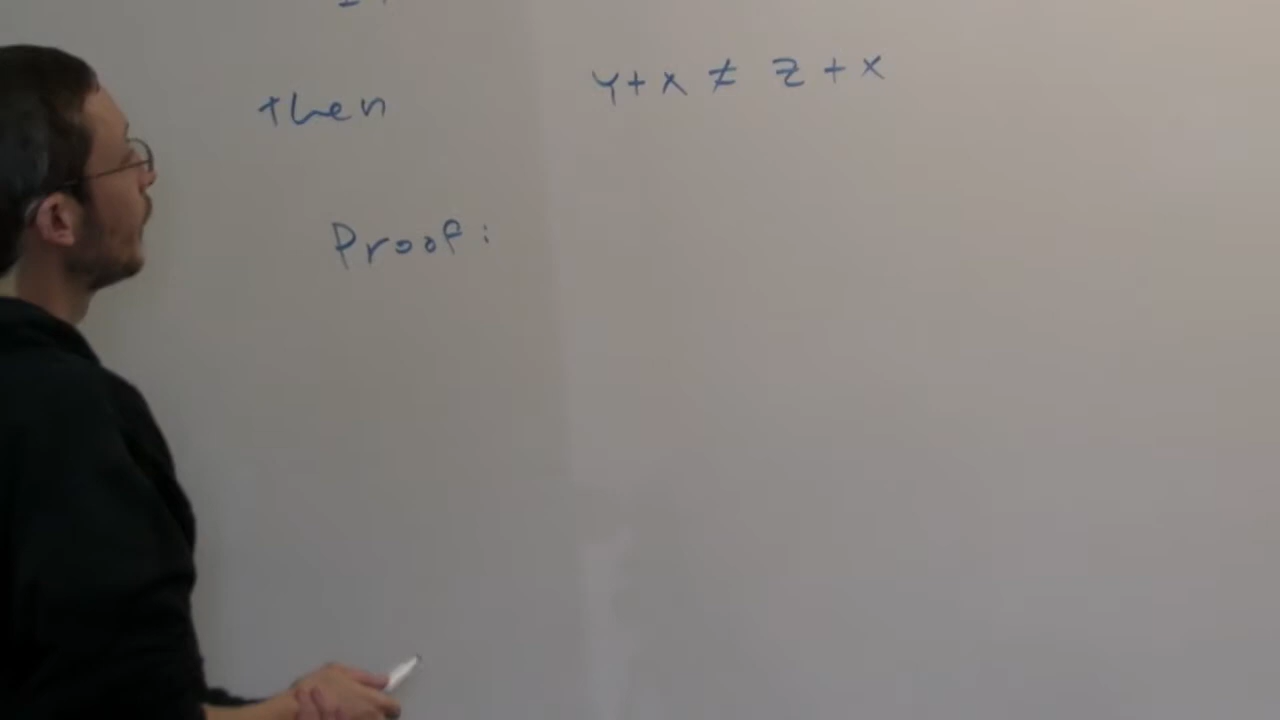 then y+x ≠ z+x
Proof: